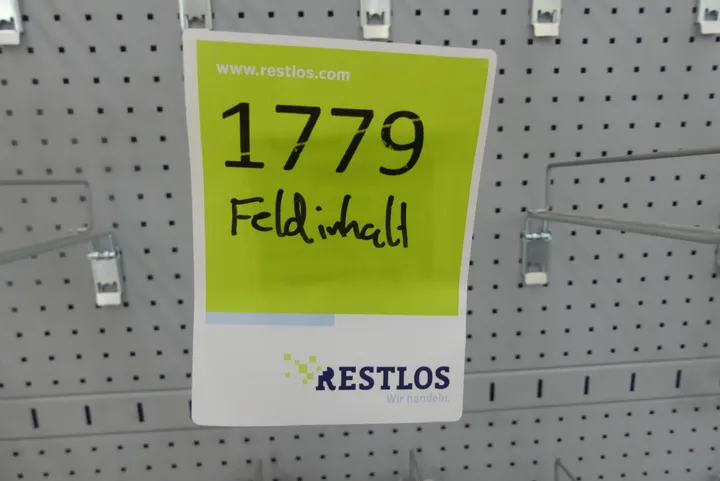 www.restlos.com
1779
Feldinhalt
RESTLOS
Wir handeln.